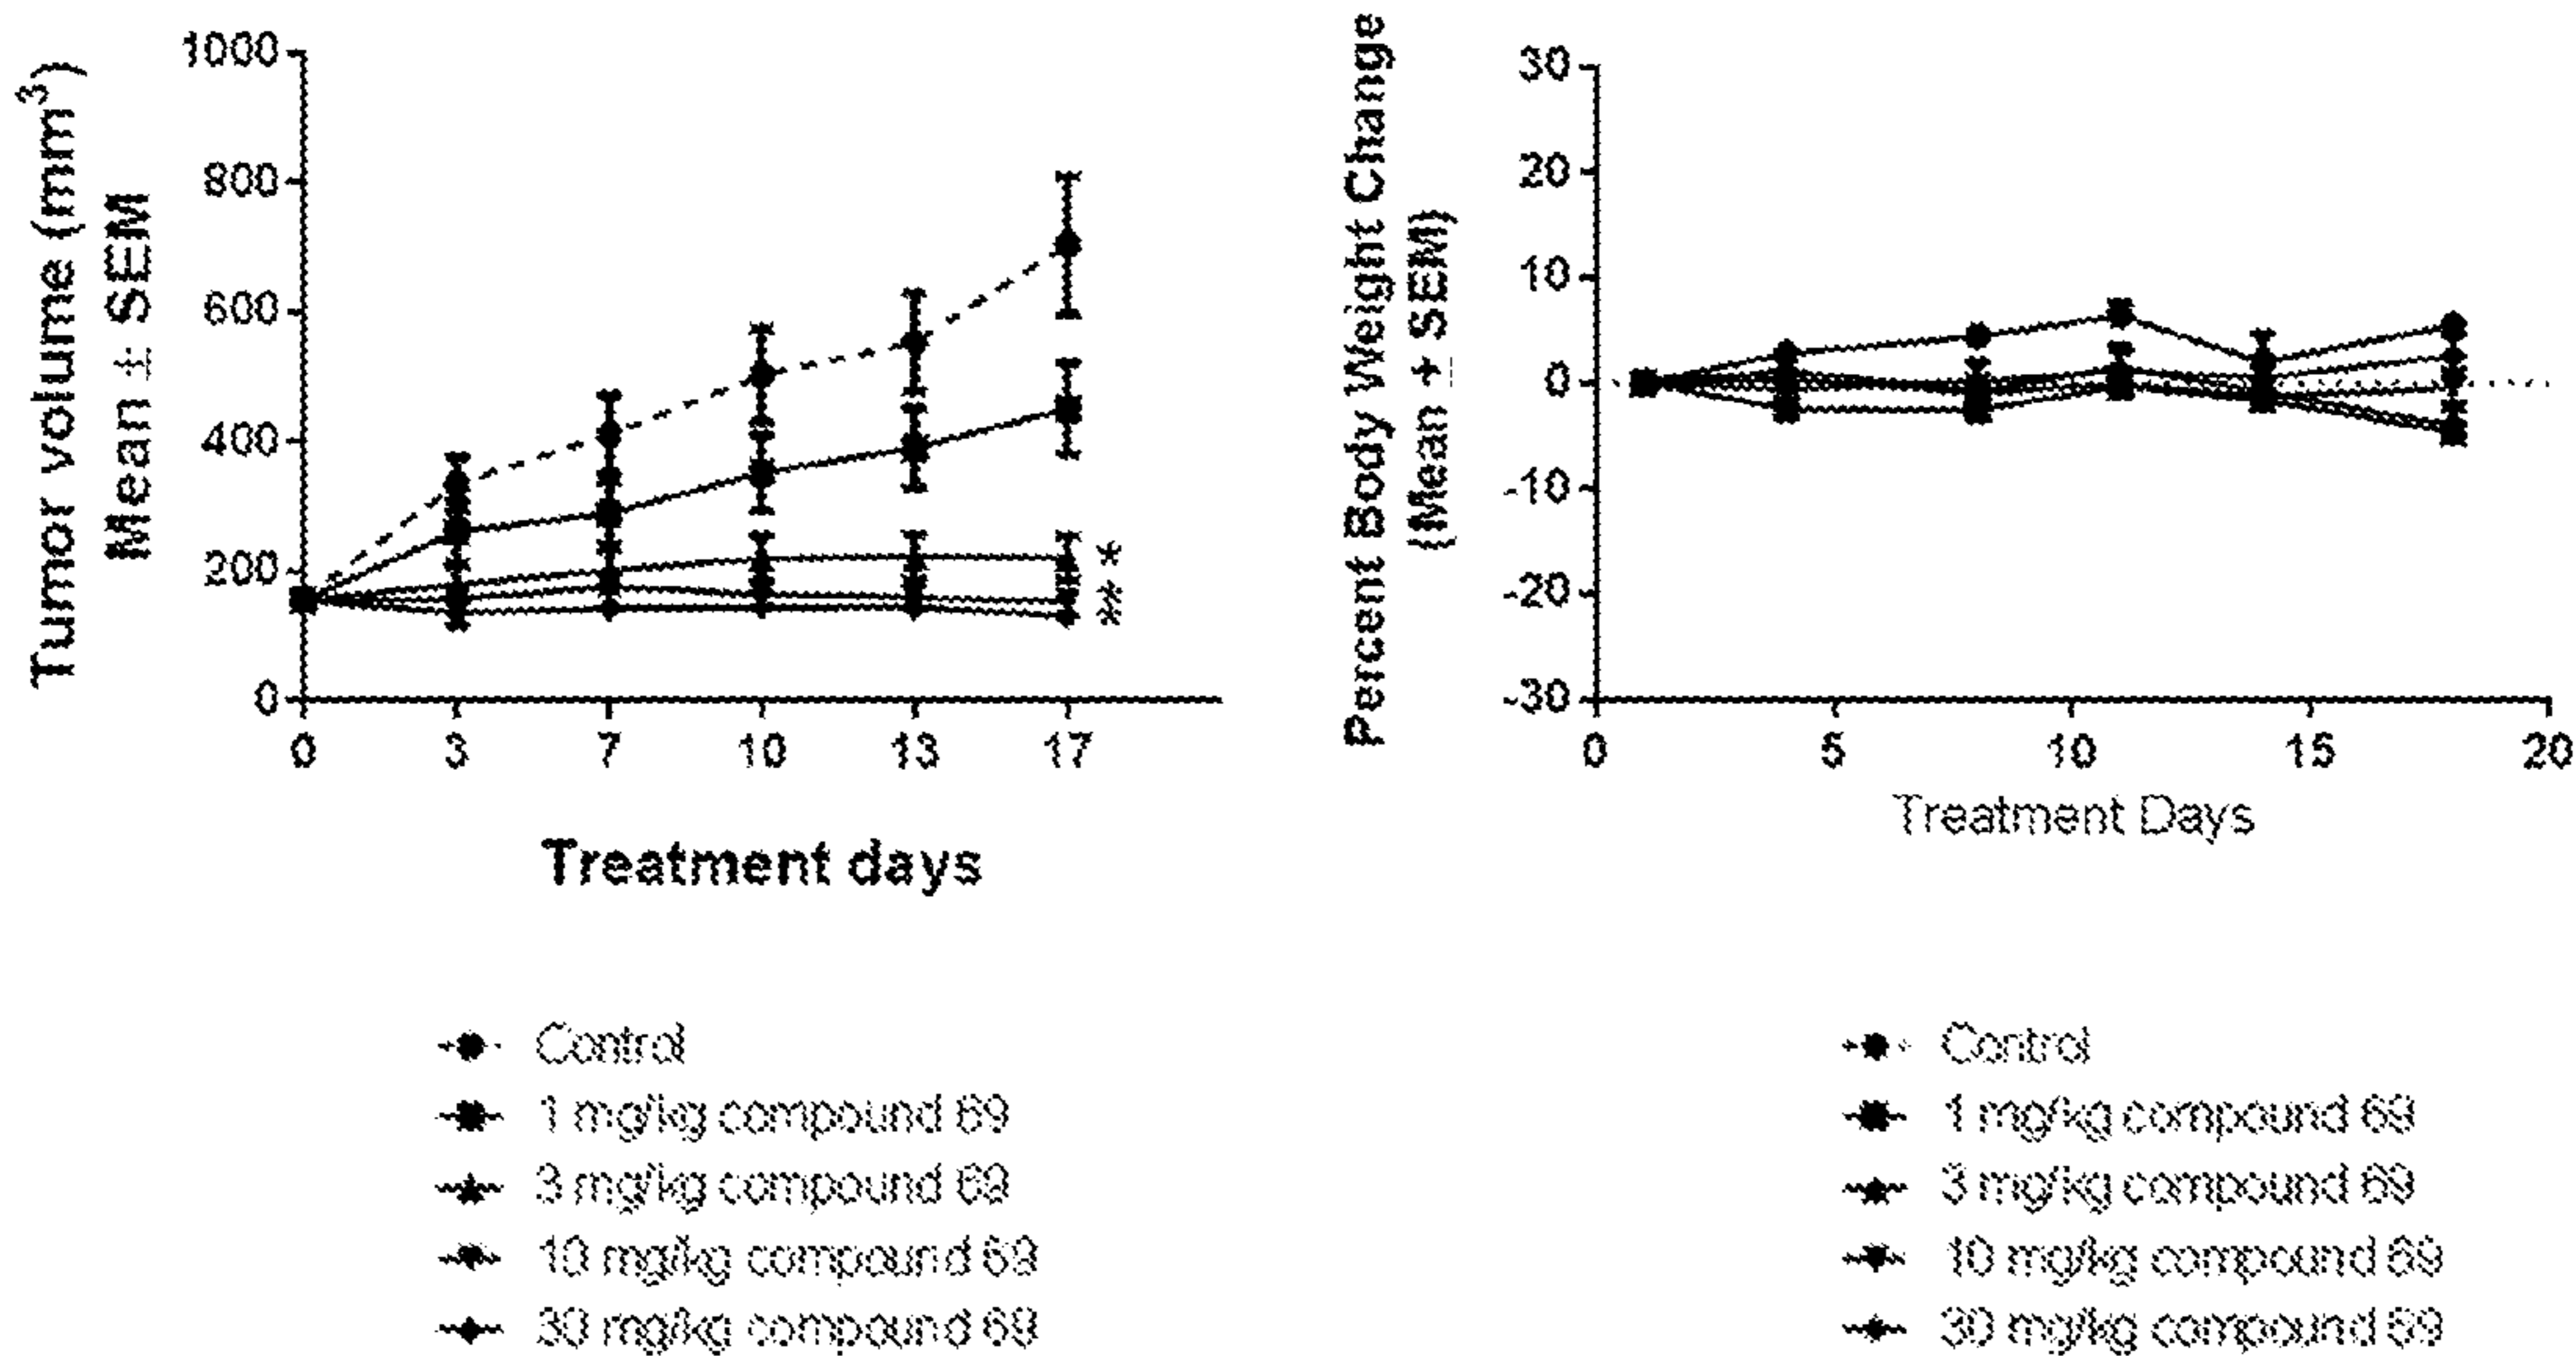 Tumor volume (mm³)
Mean ± SEM
1000
800
600
400
200
0
0 3 7 10 13 17
*
**
Treatment days
Control
1 mg/kg compound 69
3 mg/kg compound 69
10 mg/kg compound 69
30 mg/kg compound 69
Percent Body Weight Change
(Mean ± SEM)
30
20
10
0
-10
-20
-30
0 5 10 15 20
Treatment Days
Control
1 mg/kg compound 69
3 mg/kg compound 69
10 mg/kg compound 69
30 mg/kg compound 69